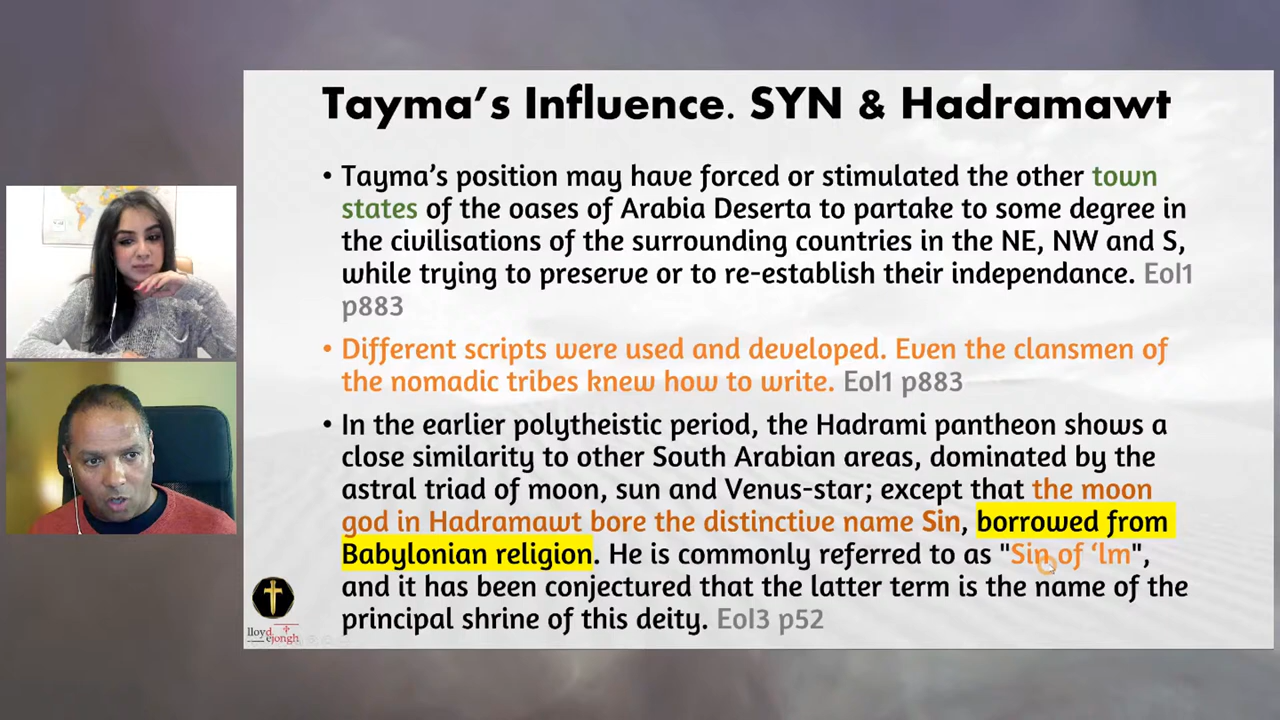 Tayma's Influence. SYN & Hadramawt
• Tayma's position may have forced or stimulated the other town
states of the oases of Arabia Deserta to partake to some degree in
the civilisations of the surrounding countries in the NE, NW and S,
while trying to preserve or to re-establish their independance. EoI1
p883
• Different scripts were used and developed. Even the clansmen of
the nomadic tribes knew how to write. EoI1 p883
• In the earlier polytheistic period, the Hadrami pantheon shows a
close similarity to other South Arabian areas, dominated by the
astral triad of moon, sun and Venus-star; except that the moon
god in Hadramawt bore the distinctive name Sin, borrowed from
Babylonian religion. He is commonly referred to as "Sin of ‘lm",
and it has been conjectured that the latter term is the name of the
principal shrine of this deity. EoI3 p52
lloyd
ejongh